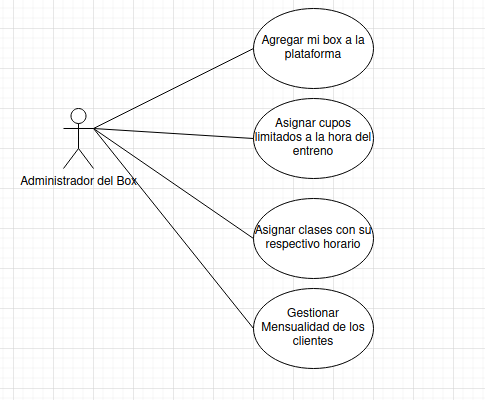 Agregar mi box a la
plataforma
Asignar cupos
limitados a la hora del
entreno
Administrador del Box
Asignar clases con su
respectivo horario
Gestionar
Mensualidad de los
clientes